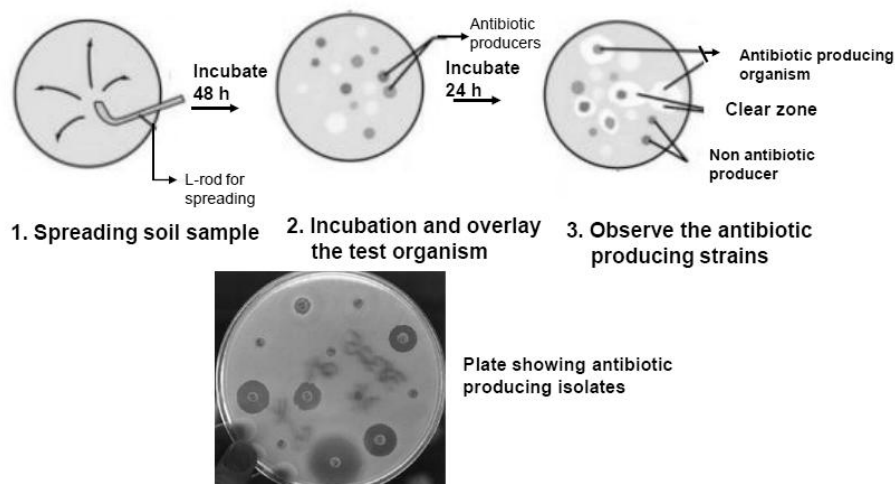 Incubate
48 h
Antibiotic
producers
Incubate
24 h
Antibiotic producing
organism
Clear zone
Non antibiotic
producer
L-rod for
spreading
1. Spreading soil sample
2. Incubation and overlay
the test organism
3. Observe the antibiotic
producing strains
Plate showing antibiotic
producing isolates